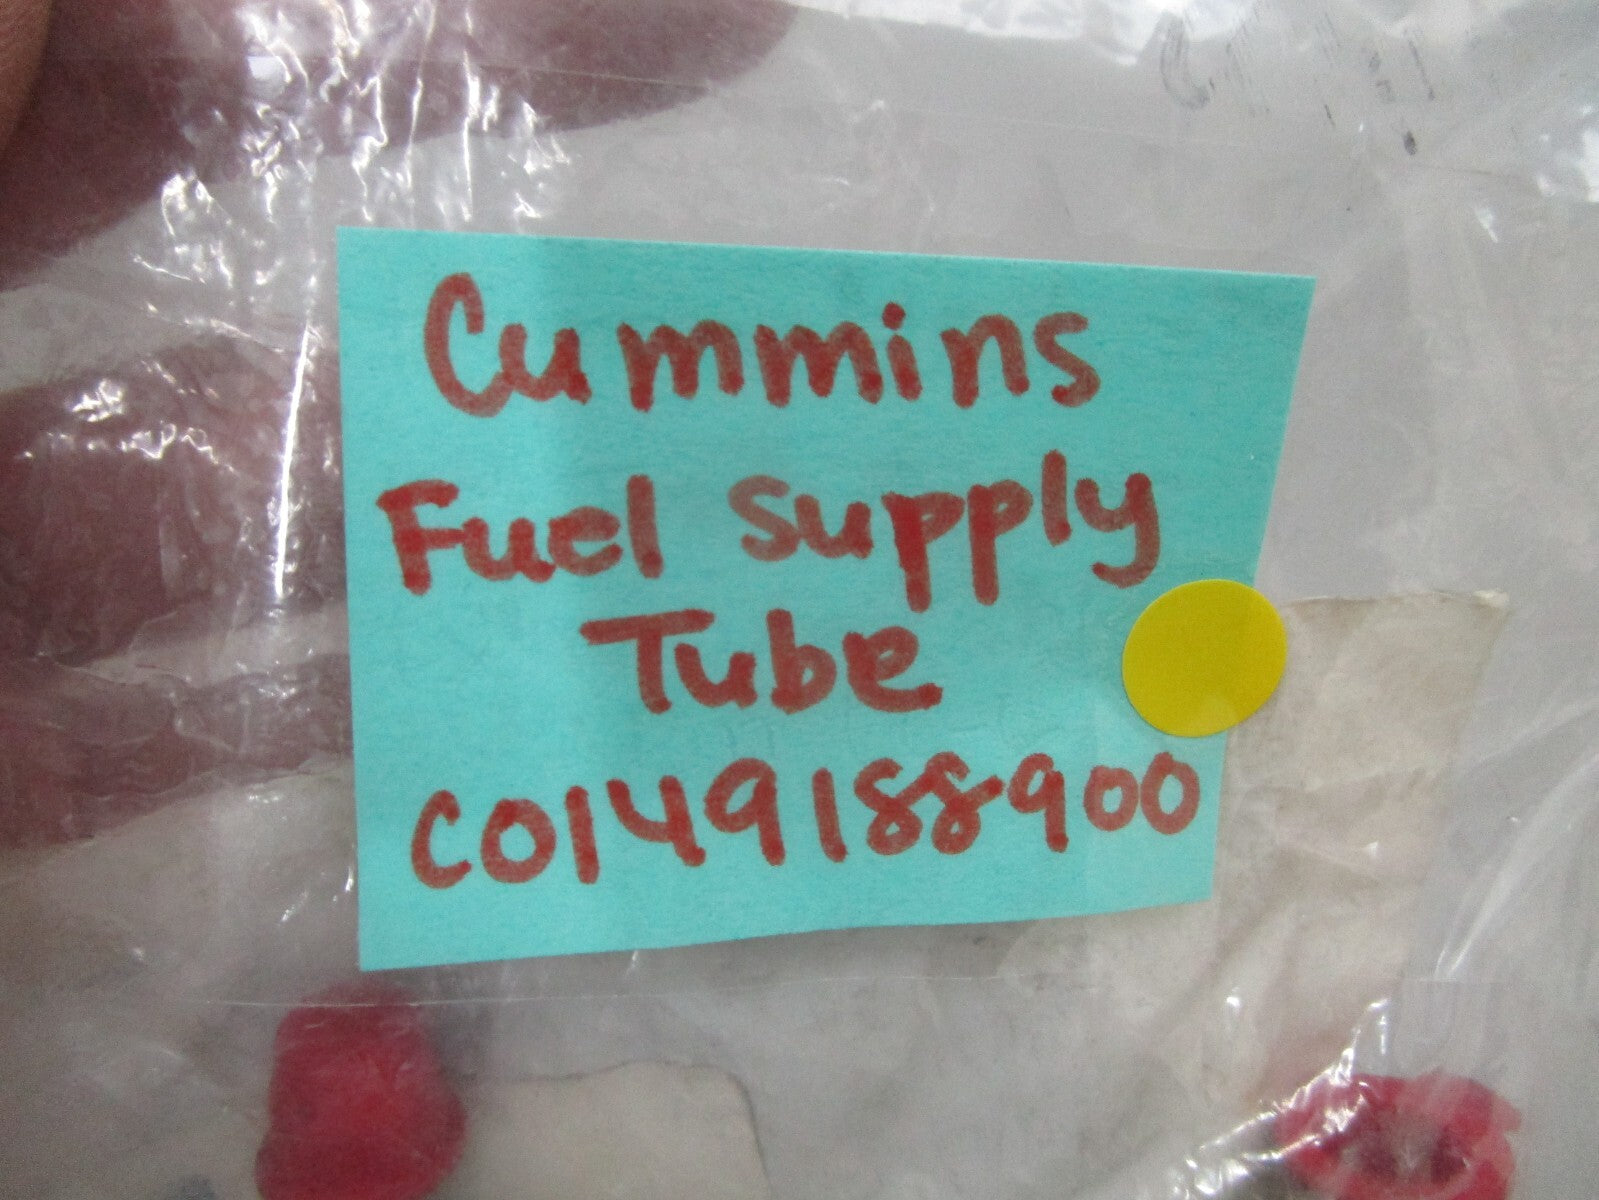 Cummins
Fuel Supply
Tube
C0149188900